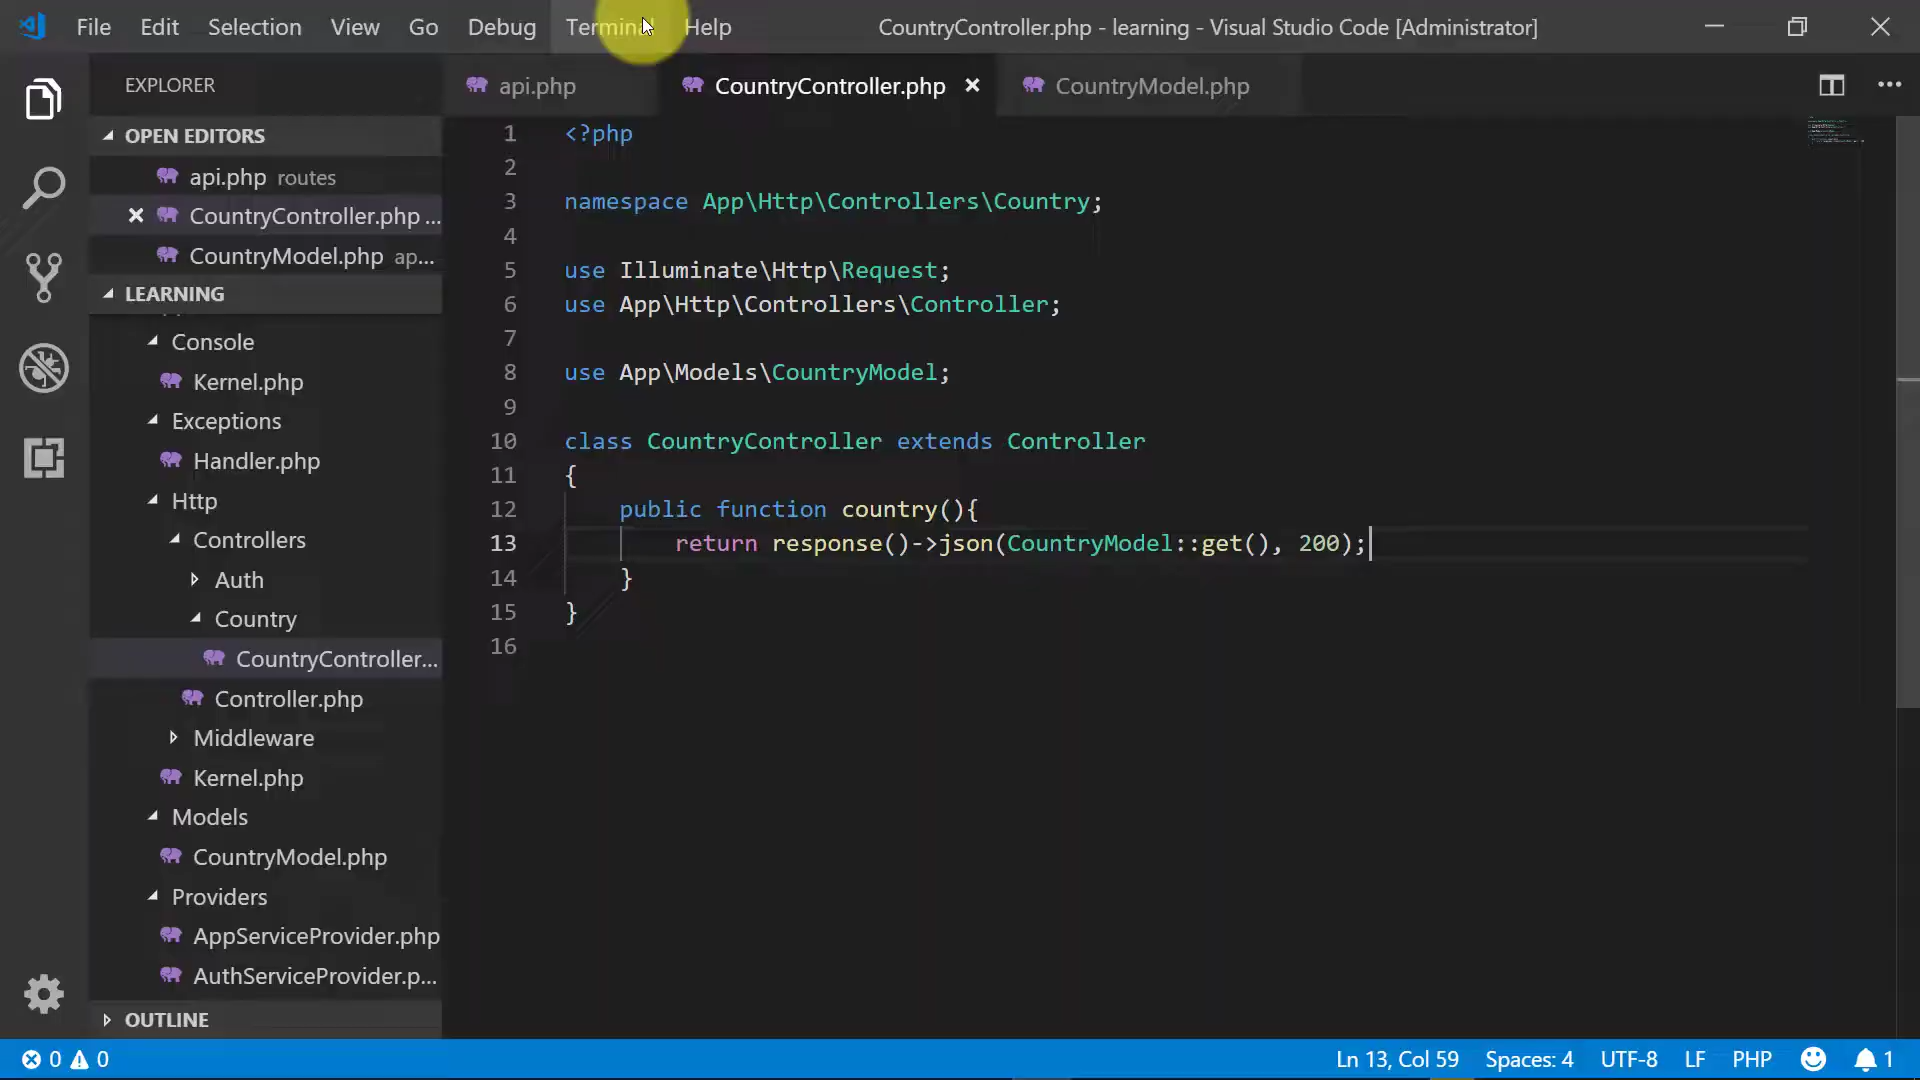 File Edit Selection View Go Debug Terminal Help CountryController.php - learning - Visual Studio Code [Administrator]
EXPLORER
OPEN EDITORS
api.php routes
CountryController.php ...
CountryModel.php ap...
LEARNING
Console
Kernel.php
Exceptions
Handler.php
Http
Controllers
Auth
Country
CountryController...
Controller.php
Middleware
Kernel.php
Models
CountryModel.php
Providers
AppServiceProvider.php
AuthServiceProvider.p...
OUTLINE
api.php CountryController.php CountryModel.php
1 <?php
2
3 namespace App\Http\Controllers\Country;
4
5 use Illuminate\Http\Request;
6 use App\Http\Controllers\Controller;
7
8 use App\Models\CountryModel;
9
10 class CountryController extends Controller
11 {
12 public function country(){
13 return response()->json(CountryModel::get(), 200);
14 }
15 }
16
0 0 Ln 13, Col 59 Spaces: 4 UTF-8 LF PHP 1